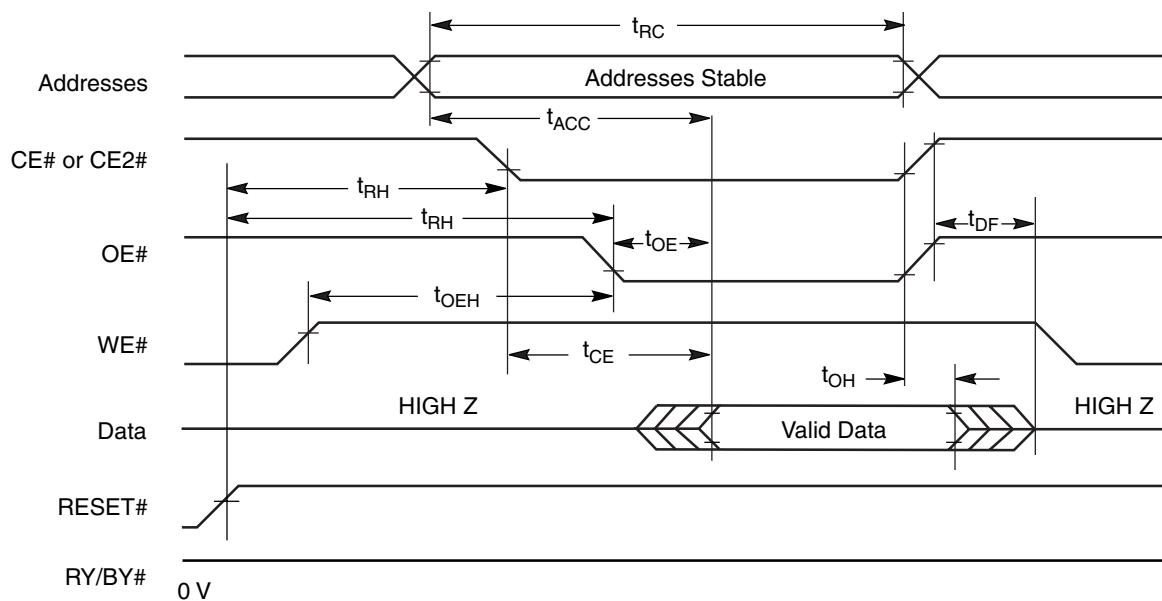 tRC
Addresses
Addresses Stable
tACC
CE# or CE2#
tRH
tRH
tDF
OE#
tOE
tOEH
WE#
tCE
tOH
HIGH Z
HIGH Z
Data
Valid Data
RESET#
RY/BY#
0 V